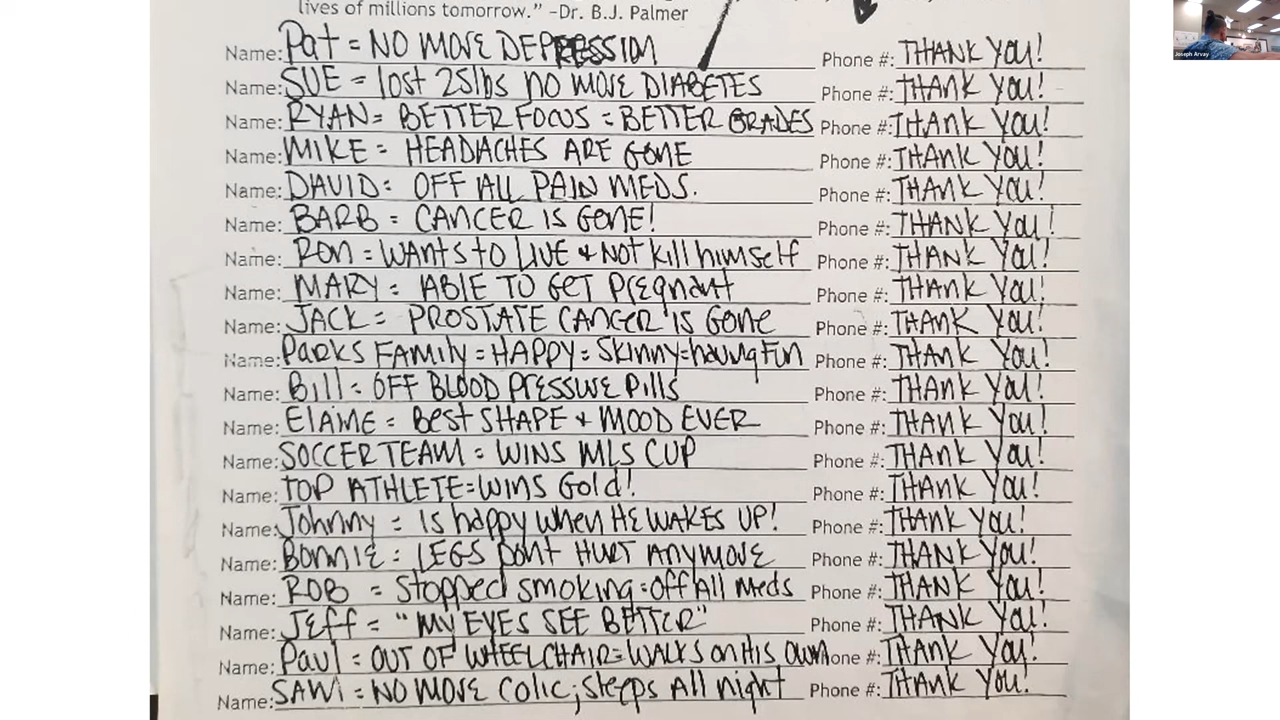 lives of millions tomorrow." -Dr. B.J. Palmer
Name: Pat = NO MORE DEPRESSION Phone #: THANK YOU!
Name: SUE = lost 25lbs no more DIABETES Phone #: THANK YOU!
Name: RYAN = BETTER FOCUS = BETTER GRADES Phone #: THANK YOU!
Name: MIKE = HEADACHES ARE GONE Phone #: THANK YOU!
Name: DAVID = OFF ALL PAIN MEDS. Phone #: THANK YOU!
Name: BARB = CANCER IS GONE! Phone #: THANK YOU!
Name: RON = WANTS TO LIVE & NOT Kill himself Phone #: THANK YOU!
Name: MARY = ABLE TO GET Pregnant Phone #: THANK YOU!
Name: JACK = PROSTATE CANCER IS GONE Phone #: THANK YOU!
Name: PARKS FAMILY = HAPPY = Skinny = having FUN Phone #: THANK YOU!
Name: Bill = OFF BLOOD PRESSURE PILLS Phone #: THANK YOU!
Name: ELAINE = BEST SHAPE & MOOD EVER Phone #: THANK YOU!
Name: SOCCER TEAM = WINS MLS CUP Phone #: THANK YOU!
Name: TOP ATHLETE = WINS Gold! Phone #: THANK YOU!
Name: Johnny = Is happy when HE WAKES UP! Phone #: THANK YOU!
Name: BONNIE = LEGS DONT HURT ANYMORE Phone #: THANK YOU!
Name: ROB = Stopped smoking = OFF All Meds Phone #: THANK YOU!
Name: Jeff = "MY EYES SEE BETTER" Phone #: THANK YOU!
Name: Paul = OUT OF WHEELCHAIR = WALKS on His OWN Phone #: THANK YOU!
Name: SAWI = NO MORE COLIC; Sleeps All night Phone #: THANK YOU!
Joseph Arvay